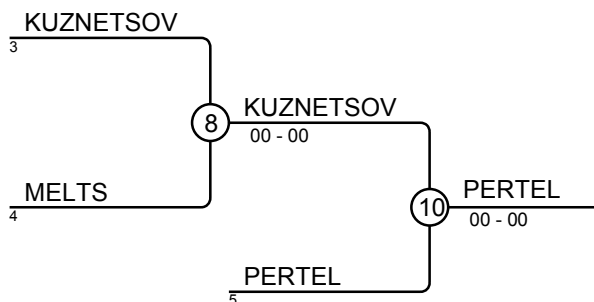 KUZNETSOV
3
8
KUZNETSOV
00 - 00
MELTS
4
10
PERTEL
00 - 00
PERTEL
5